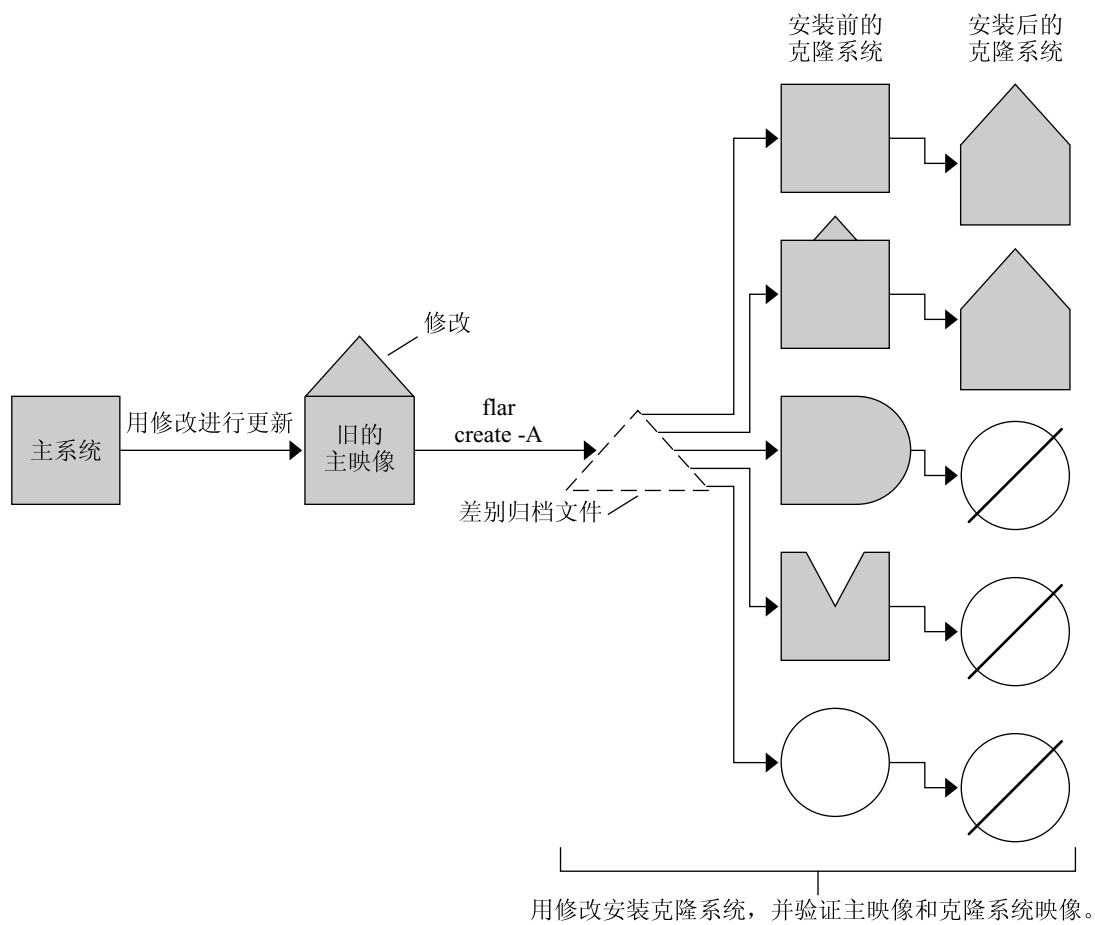 安装前的
克隆系统
安装后的
克隆系统
修改
用修改进行更新
主系统
旧的
主映像
flar
create -A
差别归档文件
用修改安装克隆系统，并验证主映像和克隆系统映像。